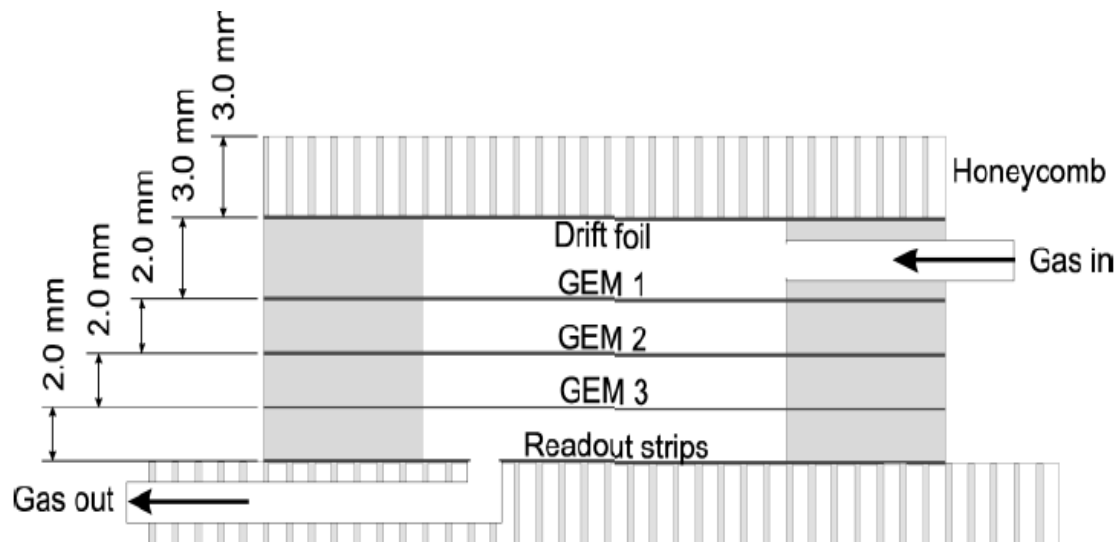 3.0 mm
3.0 mm
2.0 mm
2.0 mm
2.0 mm
Honeycomb
Drift foil
Gas in
GEM 1
GEM 2
GEM 3
Readout strips
Gas out